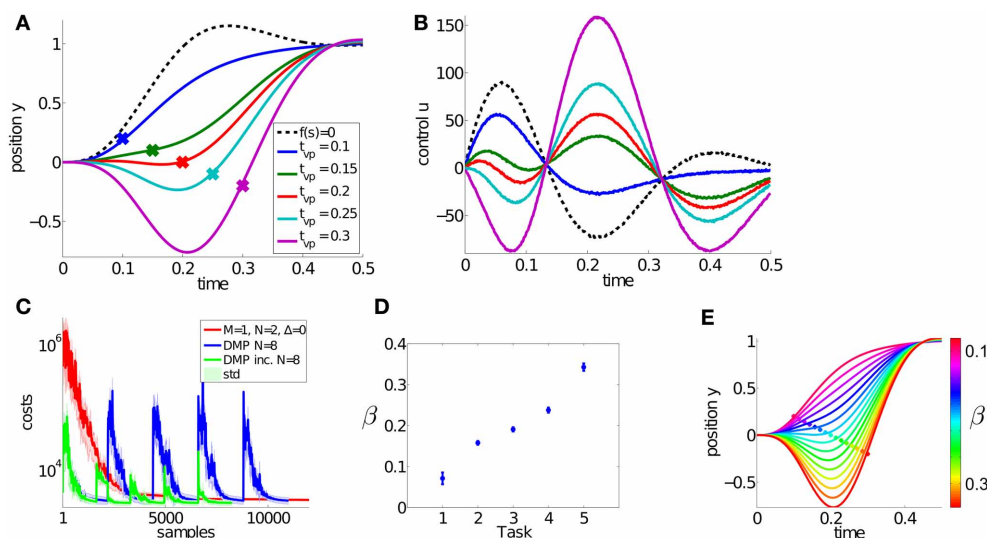 A
position y
1
0.5
0
−0.5
0
0.1
0.2
0.3
0.4
0.5
time
f(s)=0
t_vp = 0.1
t_vp = 0.15
t_vp = 0.2
t_vp = 0.25
t_vp = 0.3
B
control u
150
100
50
0
−50
0
0.1
0.2
0.3
0.4
0.5
time
C
costs
10^6
10^4
1
5000
10000
samples
M=1, N=2, Δ=0
DMP N=8
DMP inc. N=8
std
D
β
0.4
0.3
0.2
0.1
0
1
2
3
4
5
Task
E
position y
1
0.5
0
−0.5
0
0.2
0.4
time
0.1
β
0.3